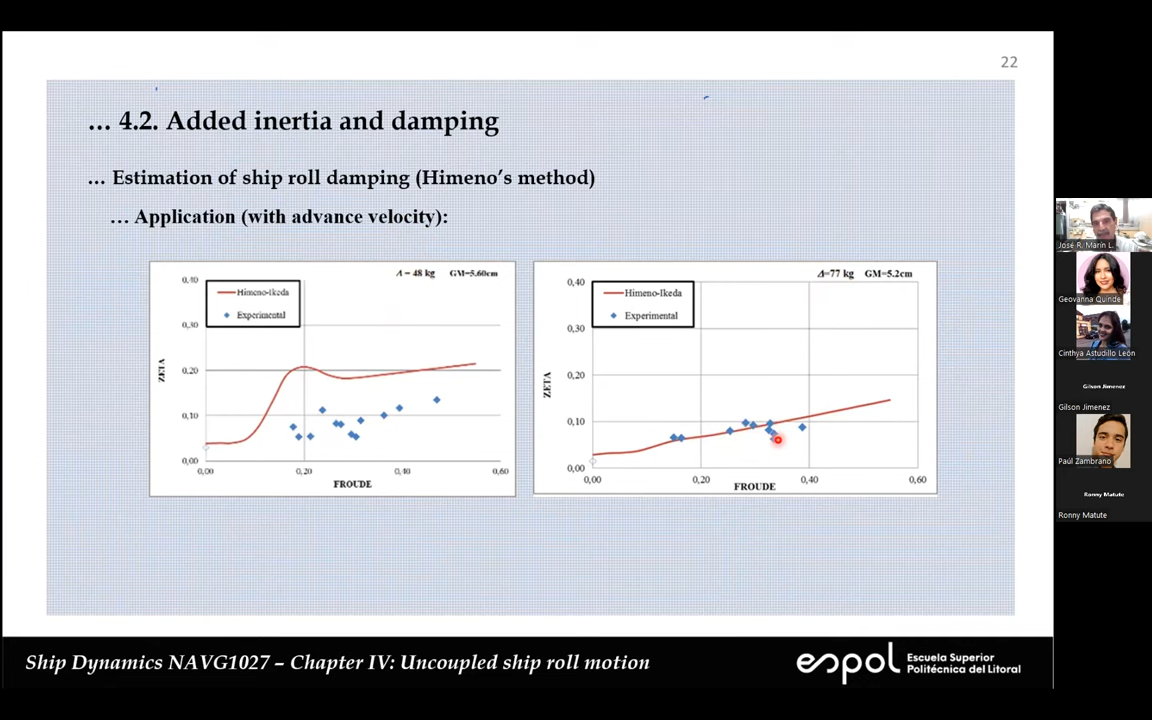 22
… 4.2. Added inertia and damping
… Estimation of ship roll damping (Himeno's method)
… Application (with advance velocity):
Δ = 48 kg GM=5.60cm
0,40
Himeno-Ikeda
Experimental
0,30
ZETA
0,20
0,10
0,00
0,00 0,20 0,40 0,60
FROUDE
Δ=77 kg GM=5.2cm
0,40
Himeno-Ikeda
Experimental
0,30
ZETA
0,20
0,10
0,00
0,00 0,20 0,40 0,60
FROUDE
Ship Dynamics NAVG1027 – Chapter IV: Uncoupled ship roll motion
espol
Escuela Superior
Politécnica del Litoral
José R. Marín L.
Geovanna Quinde
Cinthya Astudillo León
Gilson Jimenez
Gilson Jimenez
Paúl Zambrano
Ronny Matute
Ronny Matute